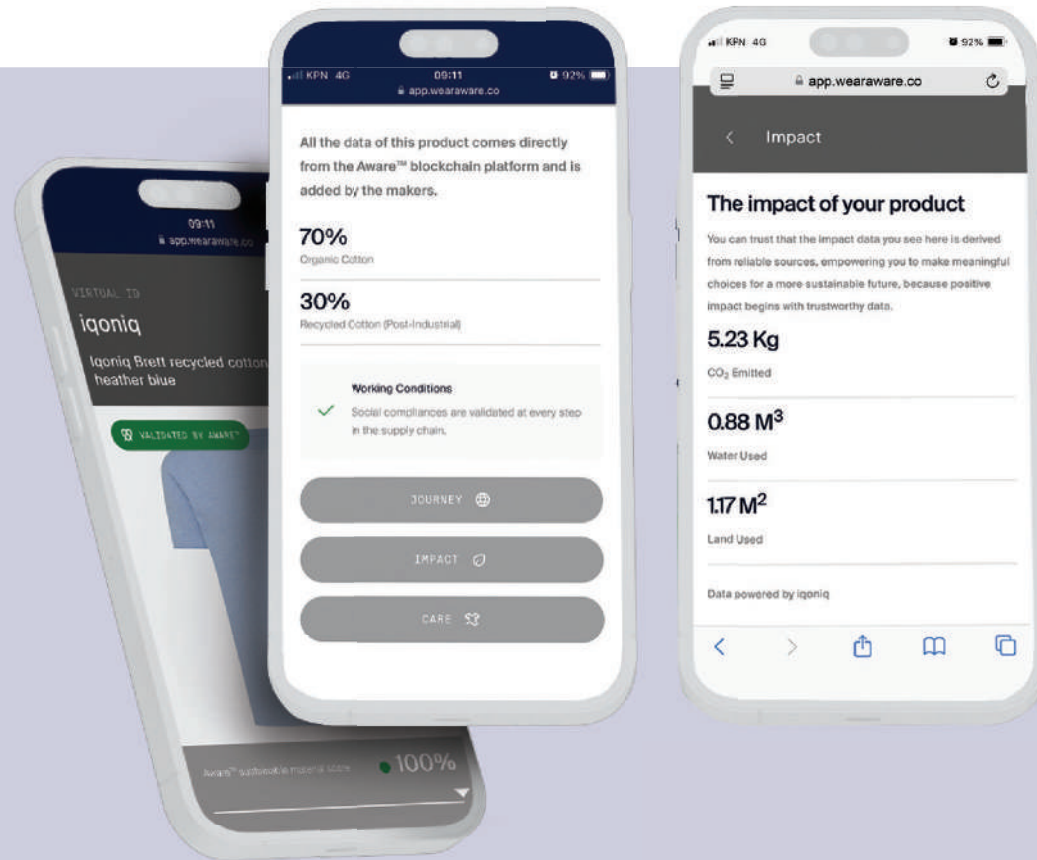 09:11
app.wearaware.co
VIRTUAL ID
iqoniq
Iqoniq Brett recycled cotton
heather blue
VALIDATED BY AWARE™
Aware™ sustainable material score
100%
KPN 4G
09:11
92%
app.wearaware.co
All the data of this product comes directly
from the Aware™ blockchain platform and is
added by the makers.
70%
Organic Cotton
30%
Recycled Cotton (Post-Industrial)
Working Conditions
Social compliances are validated at every step
in the supply chain.
JOURNEY
IMPACT
CARE
KPN 4G
92%
app.wearaware.co
Impact
The impact of your product
You can trust that the impact data you see here is derived
from reliable sources, empowering you to make meaningful
choices for a more sustainable future, because positive
impact begins with trustworthy data.
5.23 Kg
CO₂ Emitted
0.88 M³
Water Used
1.17 M²
Land Used
Data powered by iqoniq